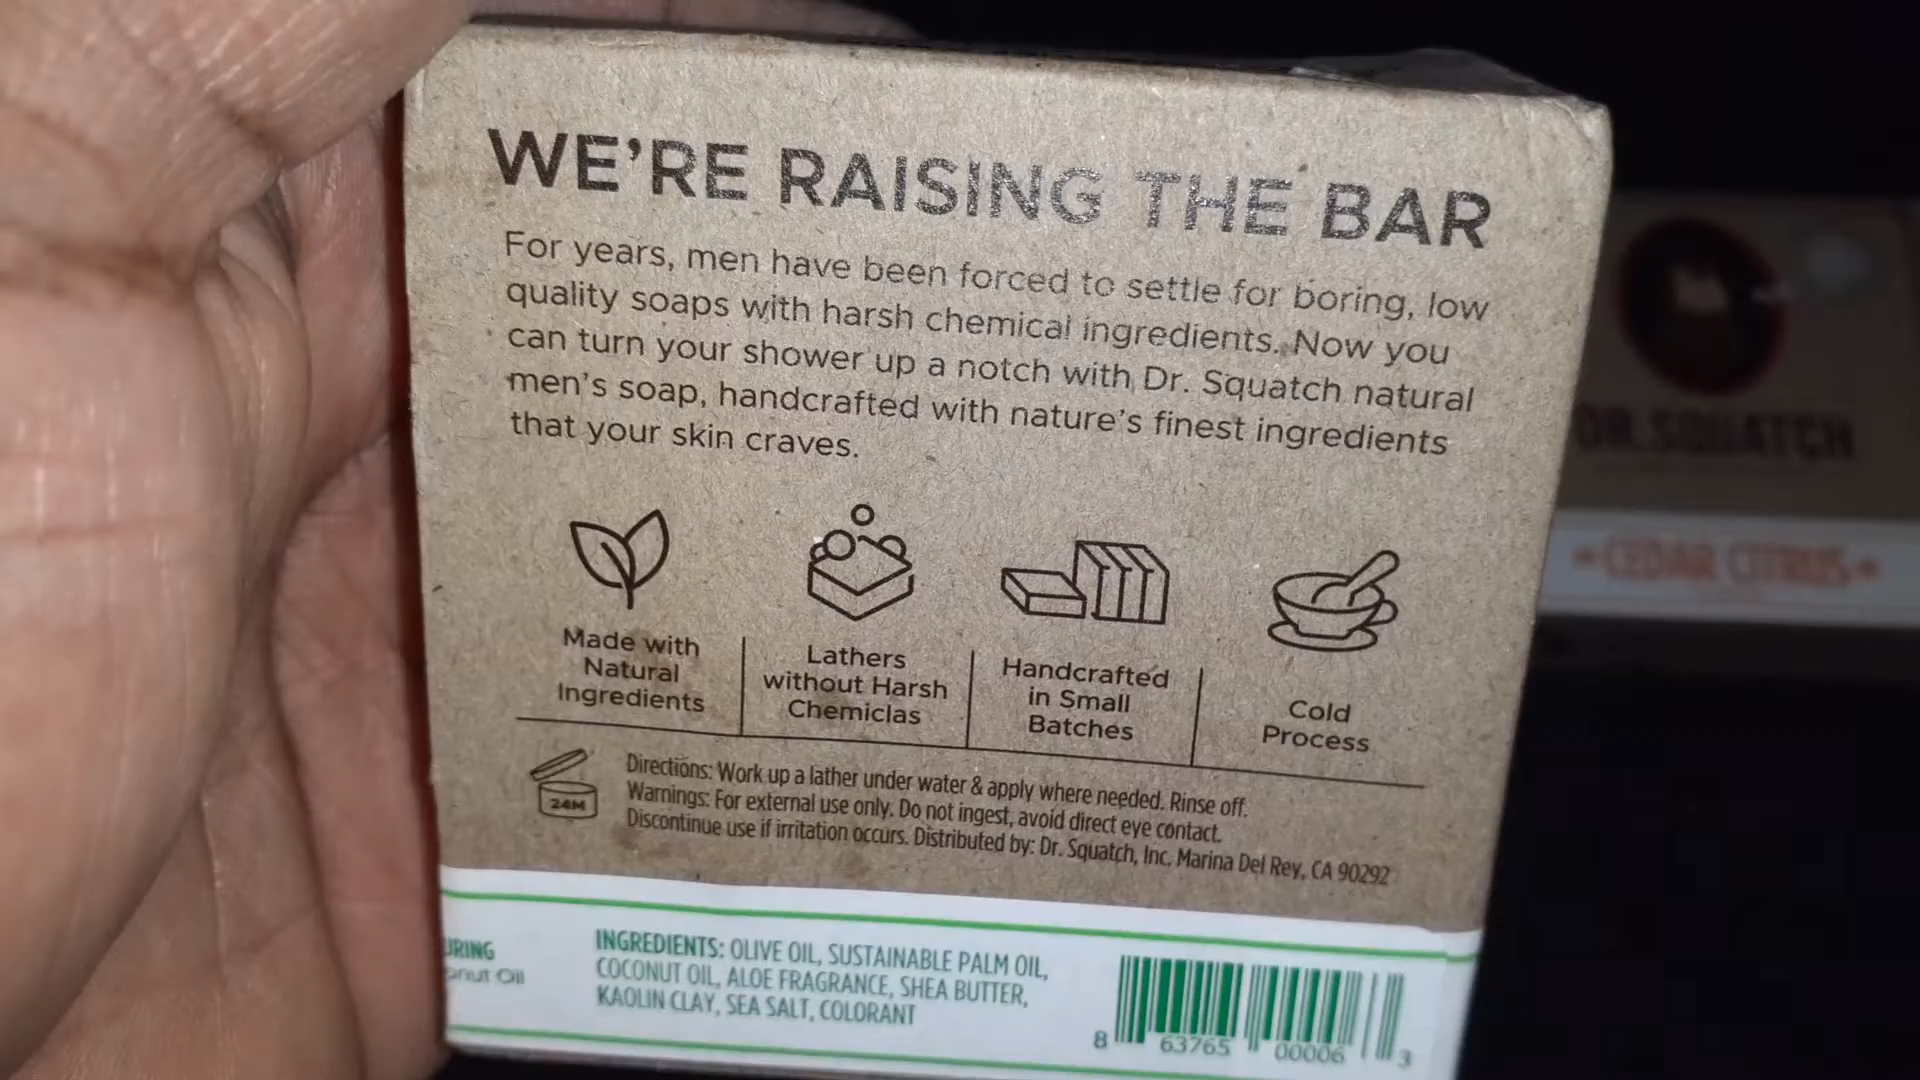 WE'RE RAISING THE BAR
For years, men have been forced to settle for boring, low
quality soaps with harsh chemical ingredients. Now you
can turn your shower up a notch with Dr. Squatch natural
men's soap, handcrafted with nature's finest ingredients
that your skin craves.
Made with
Natural
Ingredients
Lathers
without Harsh
Chemiclas
Handcrafted
in Small
Batches
Cold
Process
24M
Directions: Work up a lather under water & apply where needed. Rinse off.
Warnings: For external use only. Do not ingest, avoid direct eye contact.
Discontinue use if irritation occurs. Distributed by: Dr. Squatch, Inc. Marina Del Rey, CA 90292
Oil
INGREDIENTS: OLIVE OIL, SUSTAINABLE PALM OIL,
COCONUT OIL, ALOE FRAGRANCE, SHEA BUTTER,
KAOLIN CLAY, SEA SALT, COLORANT
8 63765 00006 3
DR. SQUATCH
CEDAR CITRUS